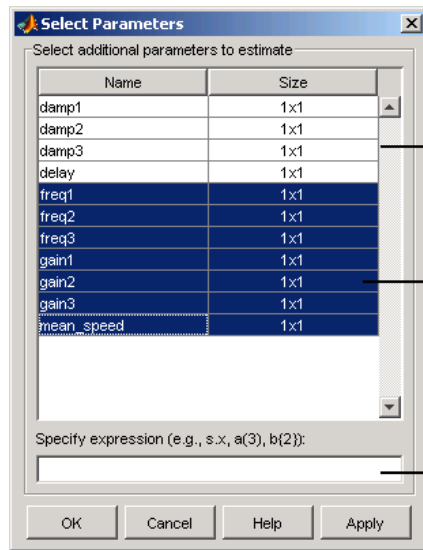 Select Parameters
Select additional parameters to estimate
Name Size
damp1 1x1
damp2 1x1
damp3 1x1
delay 1x1
freq1 1x1
freq2 1x1
freq3 1x1
gain1 1x1
gain2 1x1
gain3 1x1
mean_speed 1x1
Specify expression (e.g., s.x, a(3), b{2}):
OK Cancel Help Apply